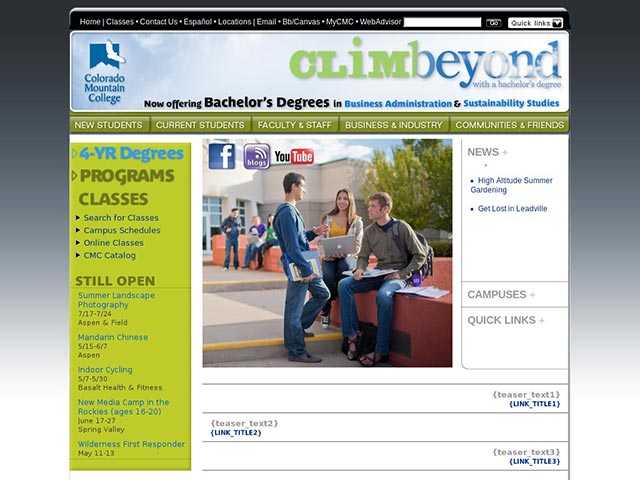 Home | Classes • Contact Us • Español • Locations | Email • Bb/Canvas • MyCMC • WebAdvisor
Go
Quick links
Colorado
Mountain
College
CLiMbeyond
with a bachelor's degree
Now offering Bachelor's Degrees in Business Administration & Sustainability Studies
NEW STUDENTS
CURRENT STUDENTS
FACULTY & STAFF
BUSINESS & INDUSTRY
COMMUNITIES & FRIENDS
4-YR Degrees
PROGRAMS
CLASSES
Search for Classes
Campus Schedules
Online Classes
CMC Catalog
STILL OPEN
Summer Landscape
Photography
7/17-7/24
Aspen & Field
Mandarin Chinese
5/15-6/7
Aspen
Indoor Cycling
5/7-5/30
Basalt Health & Fitness
New Media Camp in the
Rockies (ages 16-20)
June 17-27
Spring Valley
Wilderness First Responder
May 11-13
f
blogs
YouTube
NEWS +
• High Altitude Summer
Gardening
• Get Lost in Leadville
CAMPUSES +
QUICK LINKS +
{teaser_text1}
{LINK_TITLE1}
{teaser_text2}
{LINK_TITLE2}
{teaser_text3}
{LINK_TITLE3}